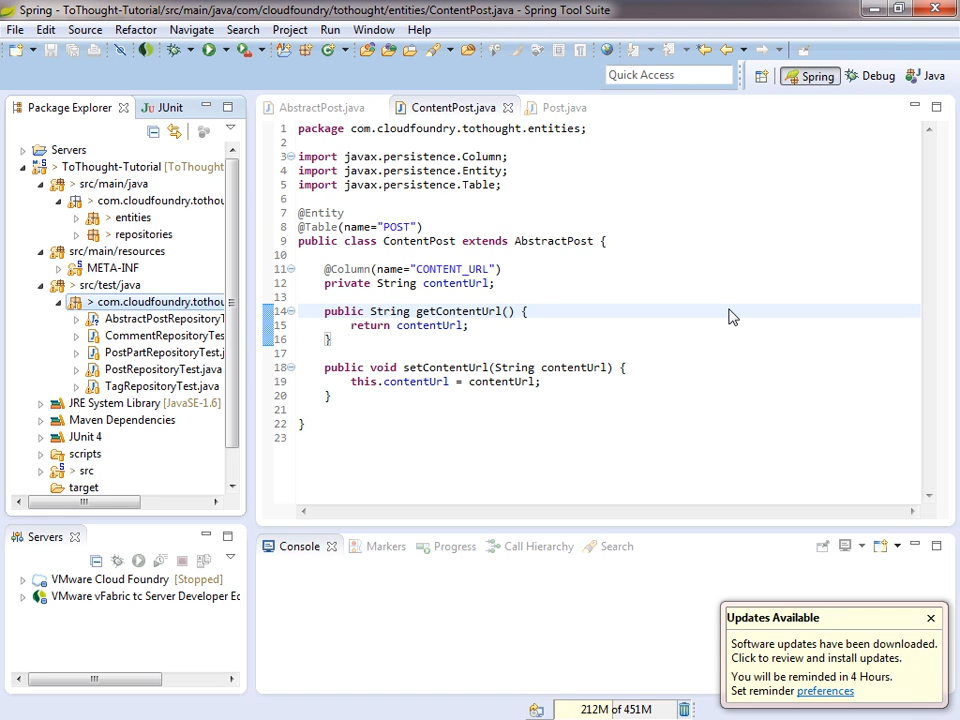 Spring - ToThought-Tutorial/src/main/java/com/cloudfoundry/tothought/entities/ContentPost.java - Spring Tool Suite
File Edit Source Refactor Navigate Search Project Run Window Help
Quick Access
Spring Debug Java
Package Explorer JUnit
AbstractPost.java ContentPost.java Post.java
Servers
> ToThought-Tutorial [ToThought
> src/main/java
> com.cloudfoundry.tothou
> entities
> repositories
src/main/resources
META-INF
> src/test/java
> com.cloudfoundry.tothou
AbstractPostRepositoryT
CommentRepositoryTes
PostPartRepositoryTest.
PostRepositoryTest.java
TagRepositoryTest.java
JRE System Library [JavaSE-1.6]
Maven Dependencies
JUnit 4
scripts
> src
target
1 package com.cloudfoundry.tothought.entities;
2
3 import javax.persistence.Column;
4 import javax.persistence.Entity;
5 import javax.persistence.Table;
6
7 @Entity
8 @Table(name="POST")
9 public class ContentPost extends AbstractPost {
10
11 @Column(name="CONTENT_URL")
12 private String contentUrl;
13
14 public String getContentUrl() {
15 return contentUrl;
16 }
17
18 public void setContentUrl(String contentUrl) {
19 this.contentUrl = contentUrl;
20 }
21
22 }
23
Servers
VMware Cloud Foundry [Stopped]
VMware vFabric tc Server Developer Ec
Console Markers Progress Call Hierarchy Search
Updates Available
Software updates have been downloaded.
Click to review and install updates.
You will be reminded in 4 Hours.
Set reminder preferences
212M of 451M